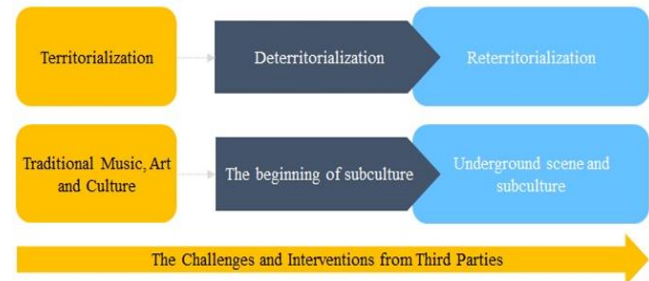 Territorialization
Deterritorialization
Reterritorialization
Traditional Music, Art
and Culture
The beginning of subculture
Underground scene and
subculture
The Challenges and Interventions from Third Parties